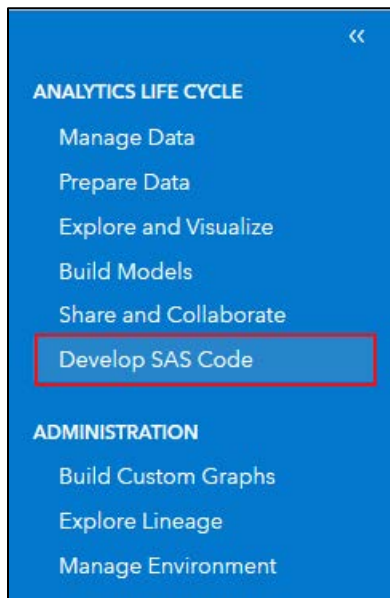 «
ANALYTICS LIFE CYCLE
Manage Data
Prepare Data
Explore and Visualize
Build Models
Share and Collaborate
Develop SAS Code
ADMINISTRATION
Build Custom Graphs
Explore Lineage
Manage Environment